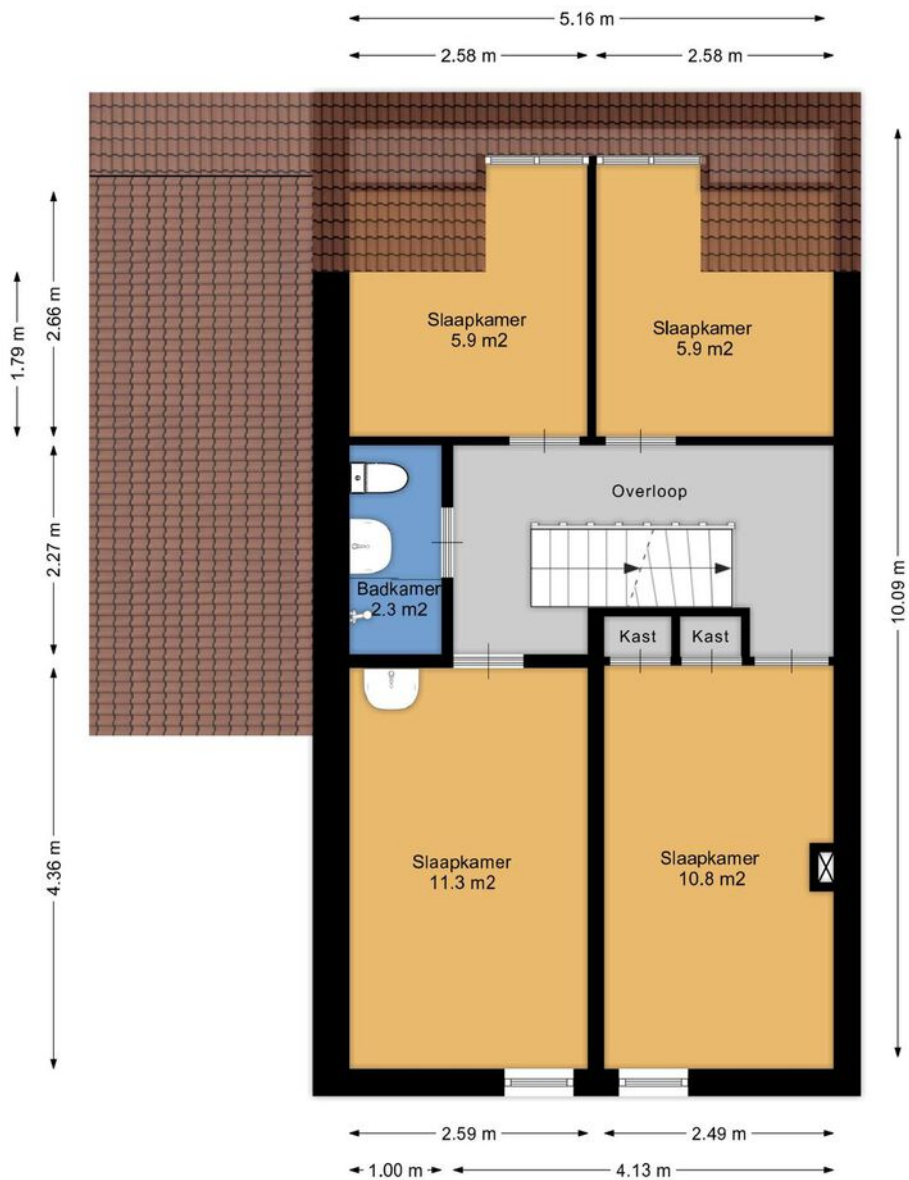 5.16 m
2.58 m
2.58 m
2.66 m
1.79 m
2.27 m
4.36 m
10.09 m
Slaapkamer
5.9 m2
Slaapkamer
5.9 m2
Overloop
Badkamer
2.3 m2
Kast
Kast
Slaapkamer
11.3 m2
Slaapkamer
10.8 m2
2.59 m
2.49 m
1.00 m
4.13 m